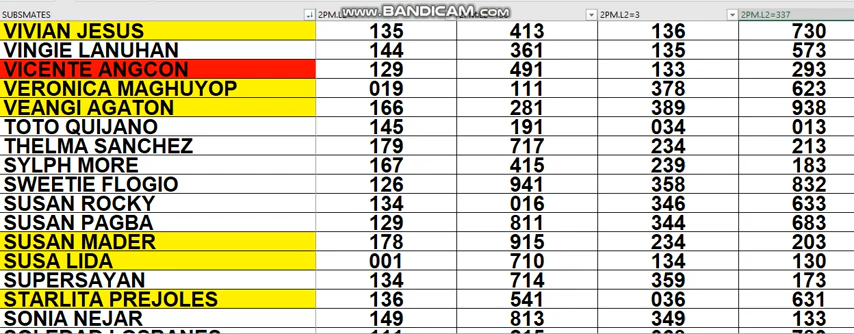 SUBSMATES 2PM.L2= 2PM.L2=3 2PM.L2=337
www.BANDICAM.com
VIVIAN JESUS 135 413 136 730
VINGIE LANUHAN 144 361 135 573
VICENTE ANGCON 129 491 133 293
VERONICA MAGHUYOP 019 111 378 623
VEANGI AGATON 166 281 389 938
TOTO QUIJANO 145 191 034 013
THELMA SANCHEZ 179 717 234 213
SYLPH MORE 167 415 239 183
SWEETIE FLOGIO 126 941 358 832
SUSAN ROCKY 134 016 346 633
SUSAN PAGBA 129 811 344 683
SUSAN MADER 178 915 234 203
SUSA LIDA 001 710 134 130
SUPERSAYAN 134 714 359 173
STARLITA PREJOLES 136 541 036 631
SONIA NEJAR 149 813 349 133